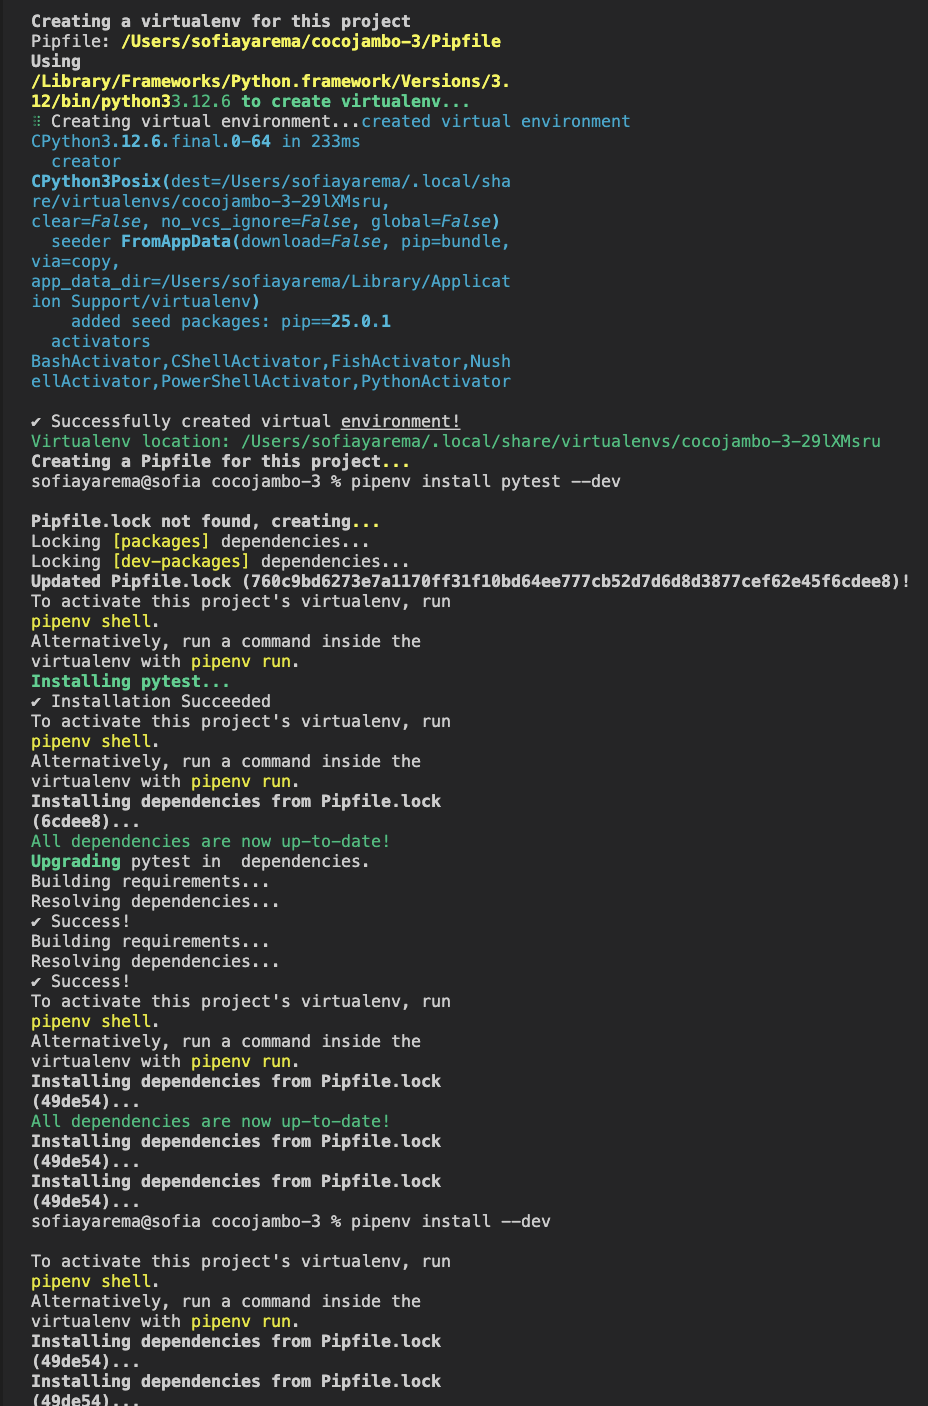 Creating a virtualenv for this project
Pipfile: /Users/sofiayarema/cocojambo-3/Pipfile
Using
/Library/Frameworks/Python.framework/Versions/3.
12/bin/python33.12.6 to create virtualenv...
⠸ Creating virtual environment...created virtual environment
CPython3.12.6.final.0-64 in 233ms
  creator
CPython3Posix(dest=/Users/sofiayarema/.local/sha
re/virtualenvs/cocojambo-3-29lXMsru,
clear=False, no_vcs_ignore=False, global=False)
  seeder FromAppData(download=False, pip=bundle,
via=copy,
app_data_dir=/Users/sofiayarema/Library/Applicat
ion Support/virtualenv)
    added seed packages: pip==25.0.1
  activators
BashActivator,CShellActivator,FishActivator,Nush
ellActivator,PowerShellActivator,PythonActivator
✔ Successfully created virtual environment!
Virtualenv location: /Users/sofiayarema/.local/share/virtualenvs/cocojambo-3-29lXMsru
Creating a Pipfile for this project...
sofiayarema@sofia cocojambo-3 % pipenv install pytest --dev
Pipfile.lock not found, creating...
Locking [packages] dependencies...
Locking [dev-packages] dependencies...
Updated Pipfile.lock (760c9bd6273e7a1170ff31f10bd64ee777cb52d7d6d8d3877cef62e45f6cdee8)!
To activate this project's virtualenv, run
pipenv shell.
Alternatively, run a command inside the
virtualenv with pipenv run.
Installing pytest...
✔ Installation Succeeded
To activate this project's virtualenv, run
pipenv shell.
Alternatively, run a command inside the
virtualenv with pipenv run.
Installing dependencies from Pipfile.lock
(6cdee8)...
All dependencies are now up-to-date!
Upgrading pytest in  dependencies.
Building requirements...
Resolving dependencies...
✔ Success!
Building requirements...
Resolving dependencies...
✔ Success!
To activate this project's virtualenv, run
pipenv shell.
Alternatively, run a command inside the
virtualenv with pipenv run.
Installing dependencies from Pipfile.lock
(49de54)...
All dependencies are now up-to-date!
Installing dependencies from Pipfile.lock
(49de54)...
Installing dependencies from Pipfile.lock
(49de54)...
sofiayarema@sofia cocojambo-3 % pipenv install --dev
To activate this project's virtualenv, run
pipenv shell.
Alternatively, run a command inside the
virtualenv with pipenv run.
Installing dependencies from Pipfile.lock
(49de54)...
Installing dependencies from Pipfile.lock
(49de54)...